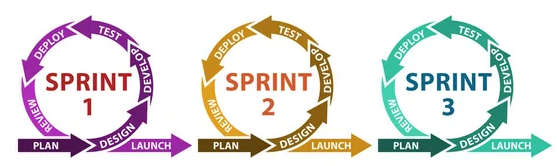 SPRINT
1
PLAN
DESIGN
DEVELOP
TEST
DEPLOY
REVIEW
LAUNCH
SPRINT
2
PLAN
DESIGN
DEVELOP
TEST
DEPLOY
REVIEW
LAUNCH
SPRINT
3
PLAN
DESIGN
DEVELOP
TEST
DEPLOY
REVIEW
LAUNCH